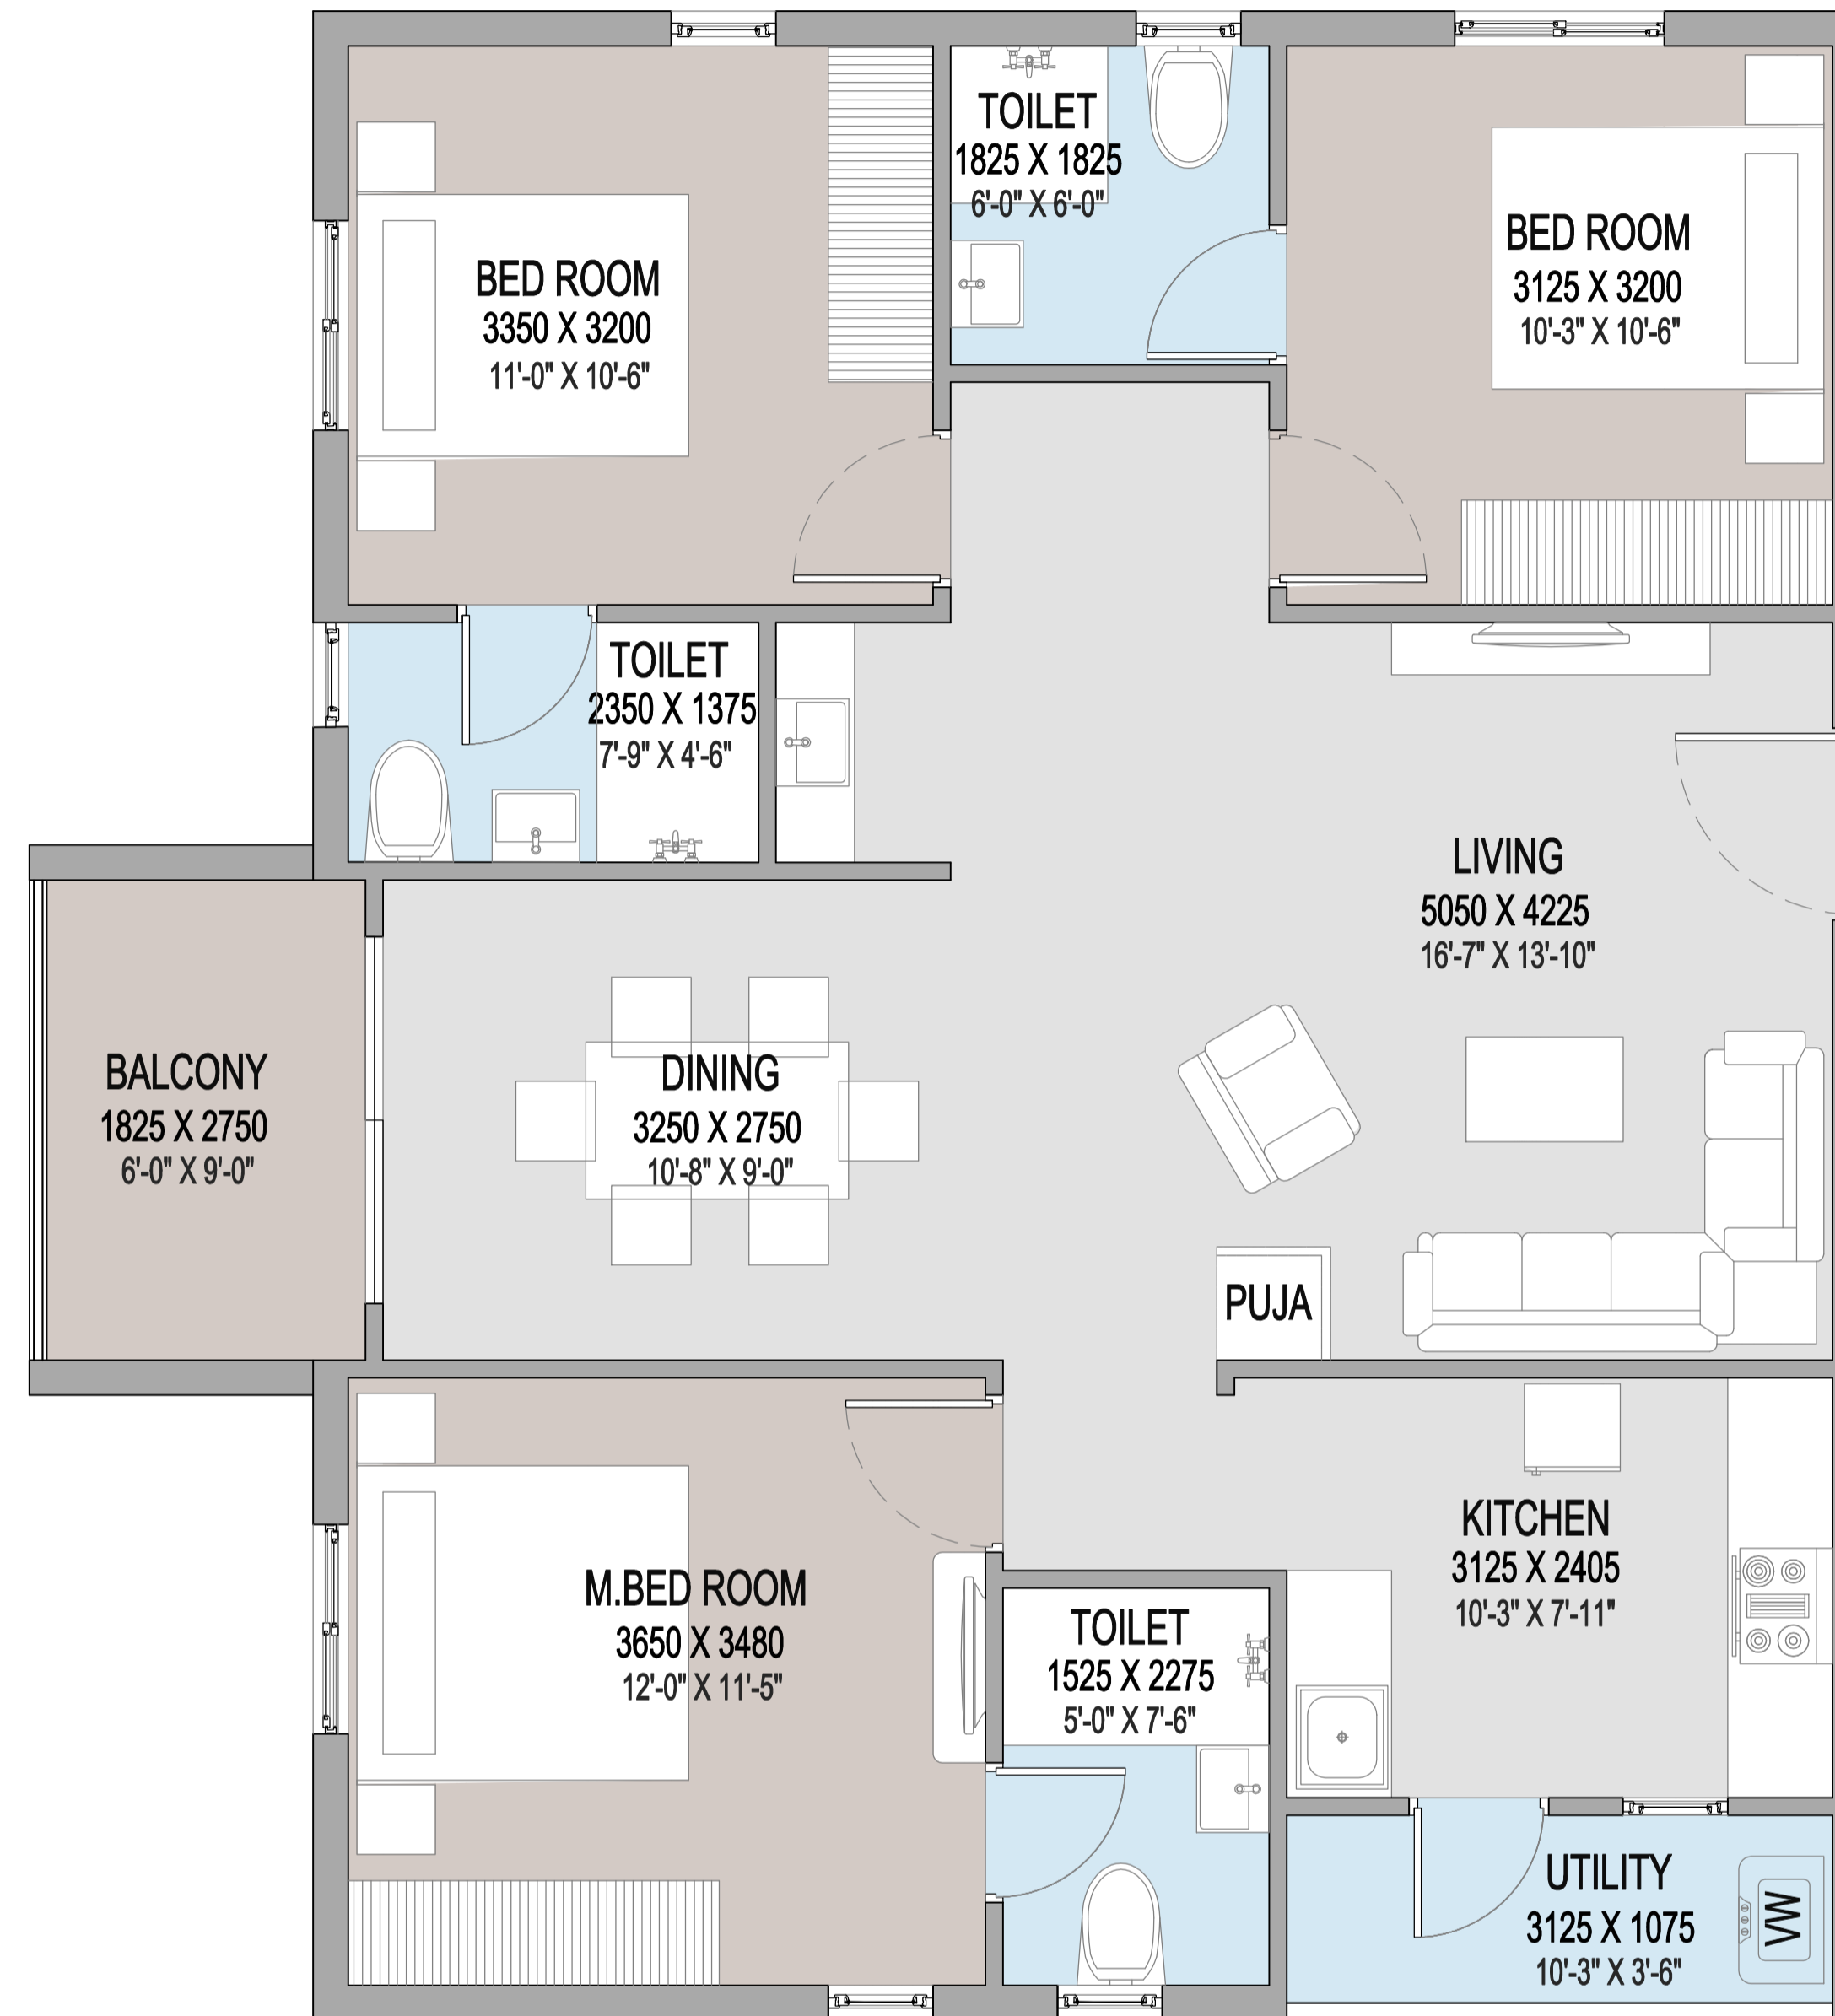 TOILET
1825 X 1825
6'-0" X 6'-0"
BED ROOM
3350 X 3200
11'-0" X 10'-6"
BED ROOM
3125 X 3200
10'-3" X 10'-6"
TOILET
2350 X 1375
7'-9" X 4'-6"
LIVING
5050 X 4225
16'-7" X 13'-10"
BALCONY
1825 X 2750
6'-0" X 9'-0"
DINING
3250 X 2750
10'-8" X 9'-0"
PUJA
KITCHEN
3125 X 2405
10'-3" X 7'-11"
M.BED ROOM
3650 X 3480
12'-0" X 11'-5"
TOILET
1525 X 2275
5'-0" X 7'-6"
UTILITY
3125 X 1075
10'-3" X 3'-6"
WM